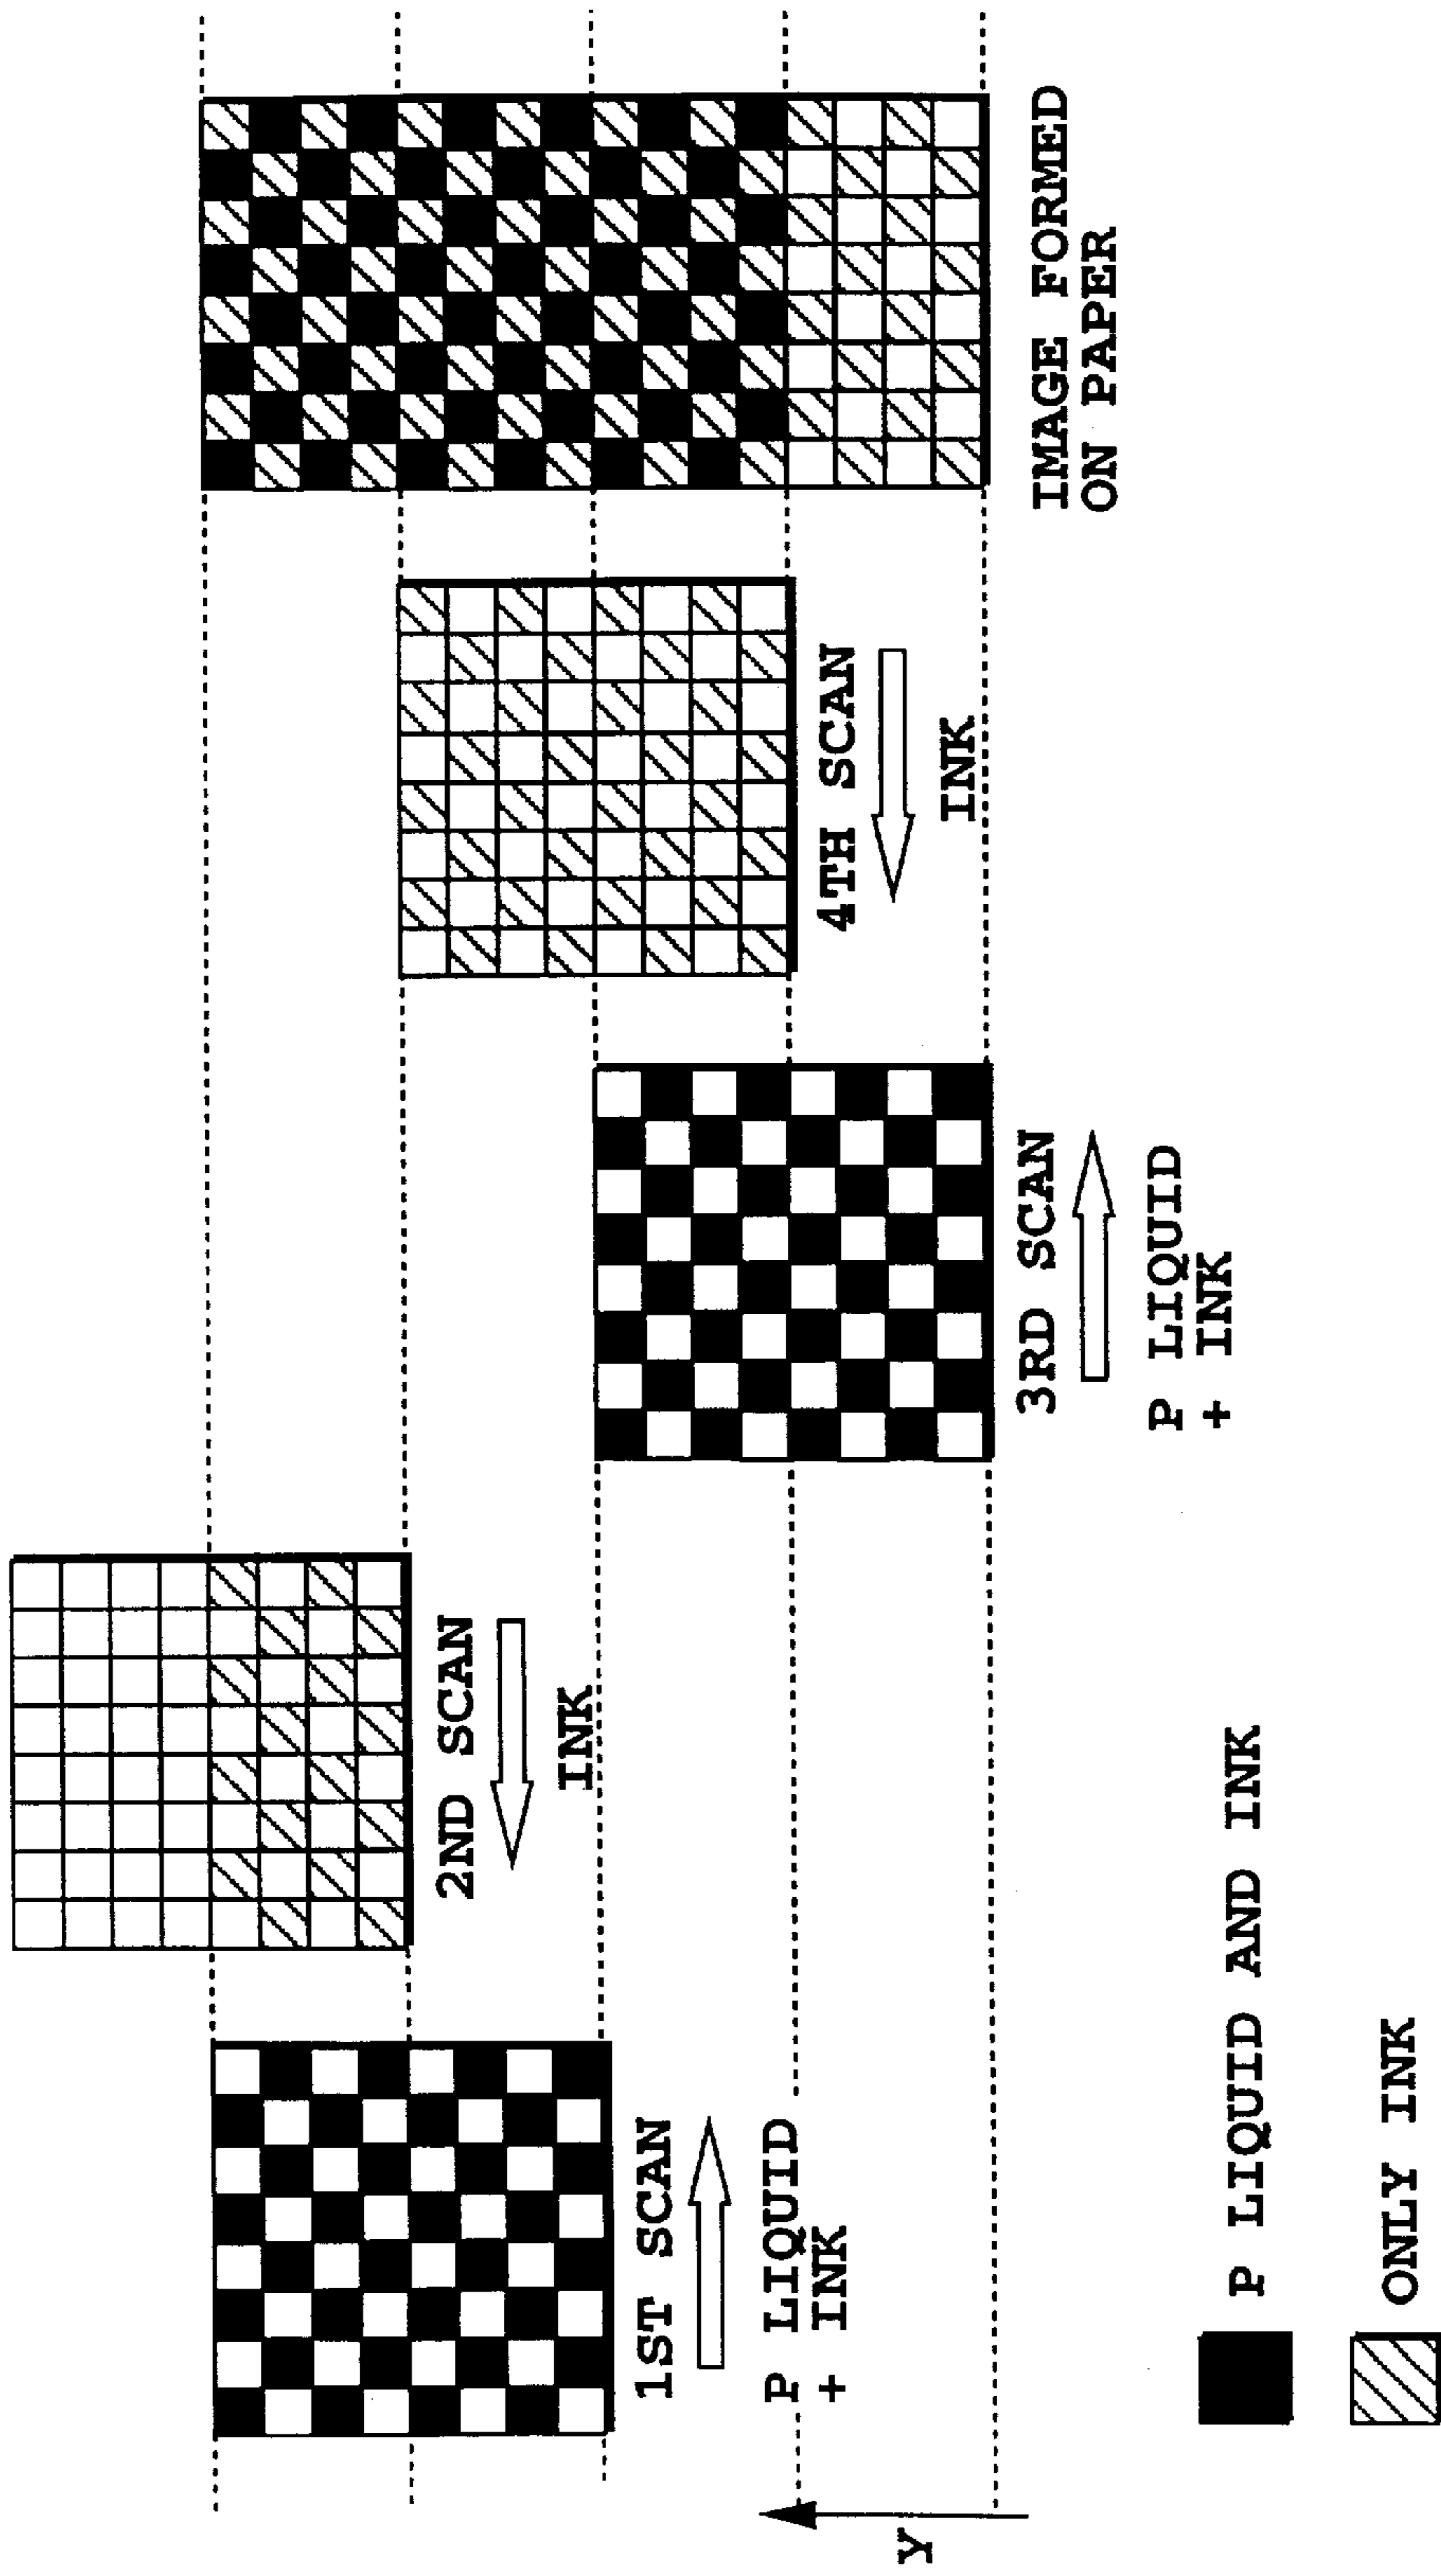 1ST SCAN
P LIQUID
+ INK
2ND SCAN
INK
3RD SCAN
P LIQUID
+ INK
4TH SCAN
INK
IMAGE FORMED
ON PAPER
Y
P LIQUID AND INK
ONLY INK